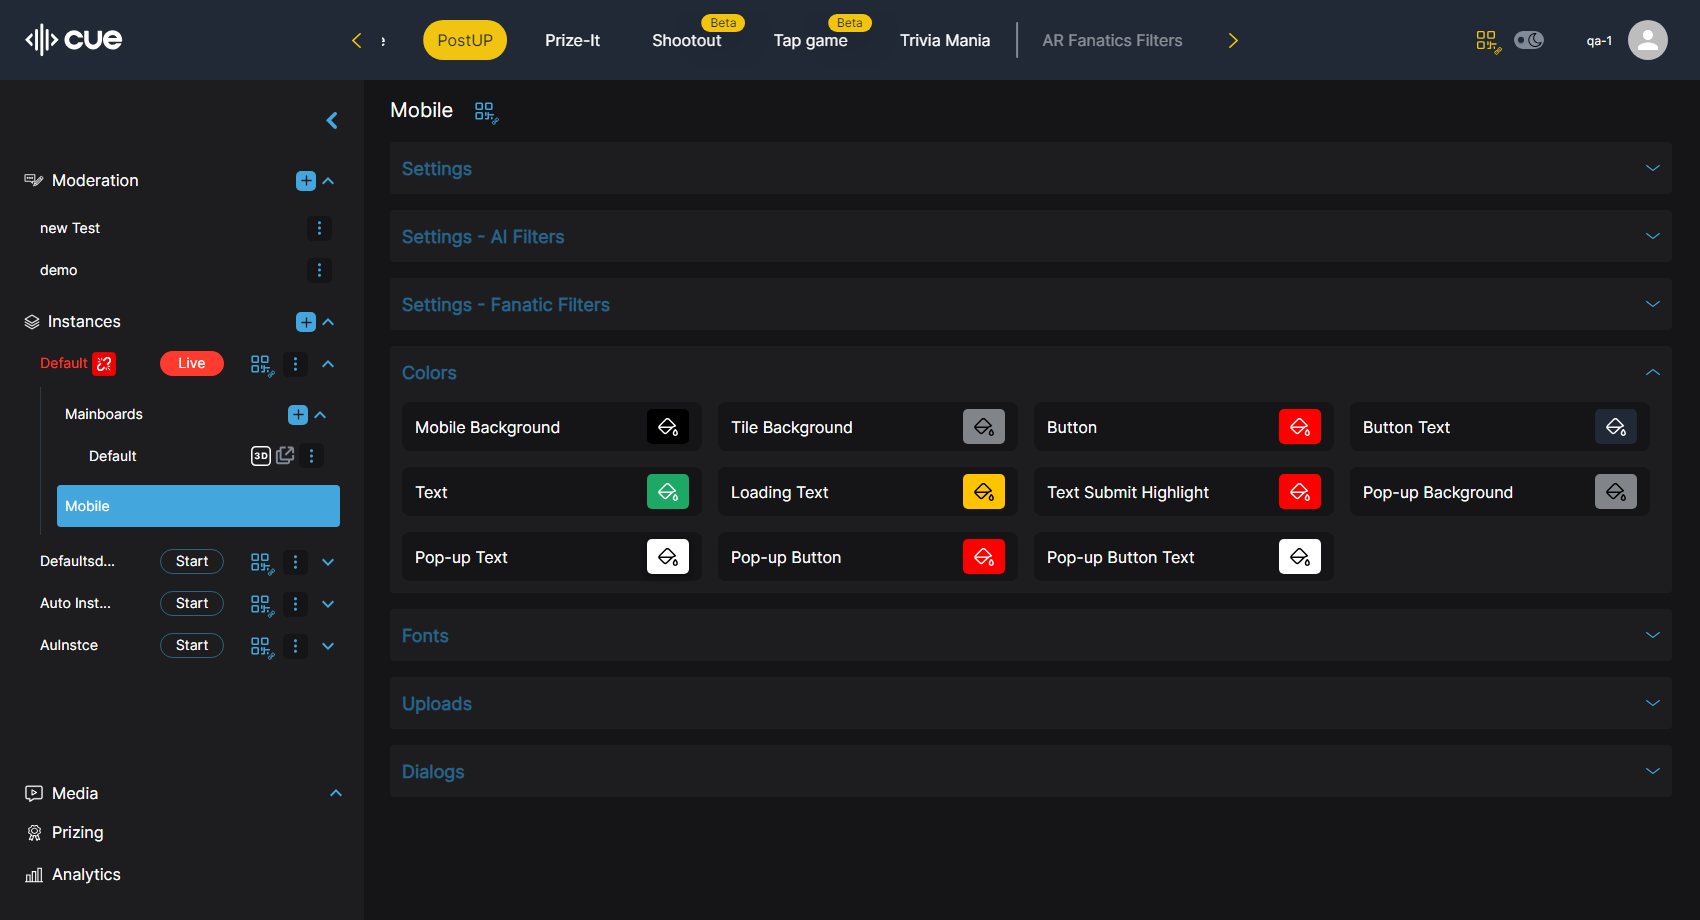 cue
e
PostUP
Prize-It
Shootout
Beta
Tap game
Beta
Trivia Mania
AR Fanatics Filters
qa-1
Moderation
new Test
demo
Instances
Default
Live
Mainboards
Default
3D
Mobile
Defaultsd...
Start
Auto Inst...
Start
AuInstce
Start
Media
Prizing
Analytics
Mobile
Settings
Settings - AI Filters
Settings - Fanatic Filters
Colors
Mobile Background
Tile Background
Button
Button Text
Text
Loading Text
Text Submit Highlight
Pop-up Background
Pop-up Text
Pop-up Button
Pop-up Button Text
Fonts
Uploads
Dialogs